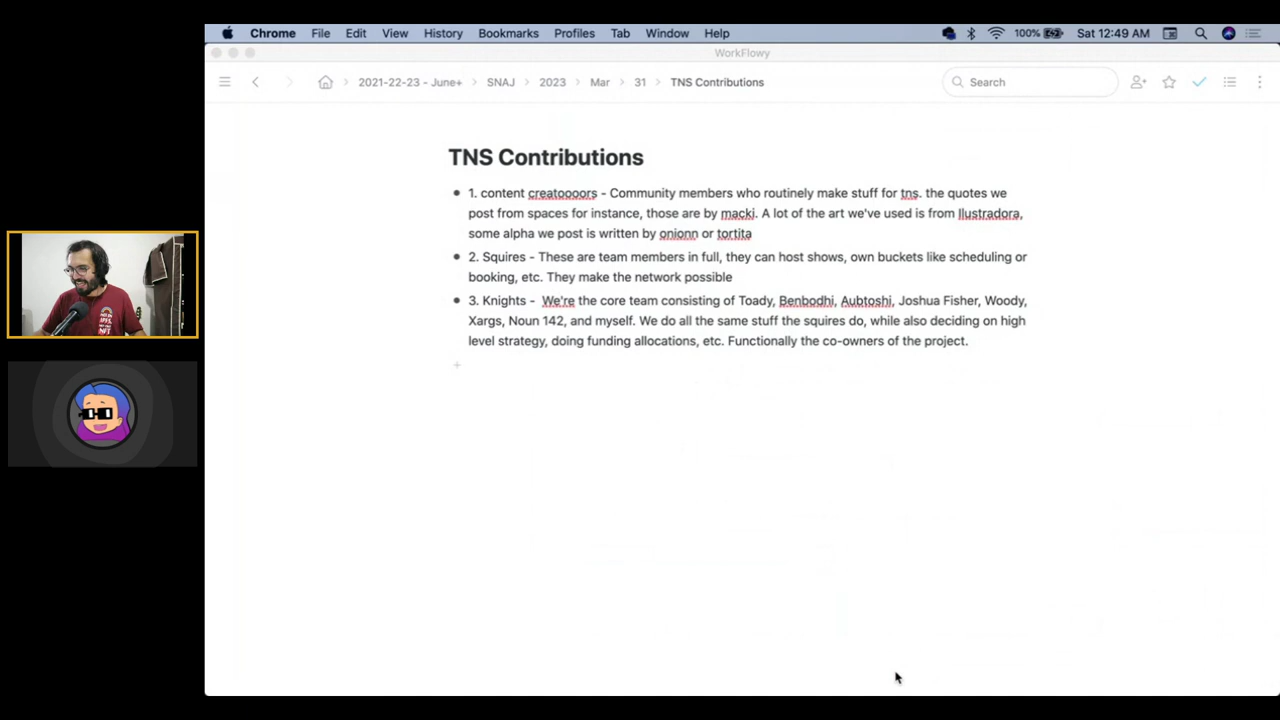 Chrome File Edit View History Bookmarks Profiles Tab Window Help 100% Sat 12:49 AM
WorkFlowy
2021-22-23 - June+ > SNAJ > 2023 > Mar > 31 > TNS Contributions Search
TNS Contributions
1. content creatoooors - Community members who routinely make stuff for tns. the quotes we
post from spaces for instance, those are by macki. A lot of the art we've used is from Ilustradora,
some alpha we post is written by onionn or tortita
2. Squires - These are team members in full, they can host shows, own buckets like scheduling or
booking, etc. They make the network possible
3. Knights - We're the core team consisting of Toady, Benbodhi, Aubtoshi, Joshua Fisher, Woody,
Xargs, Noun 142, and myself. We do all the same stuff the squires do, while also deciding on high
level strategy, doing funding allocations, etc. Functionally the co-owners of the project.